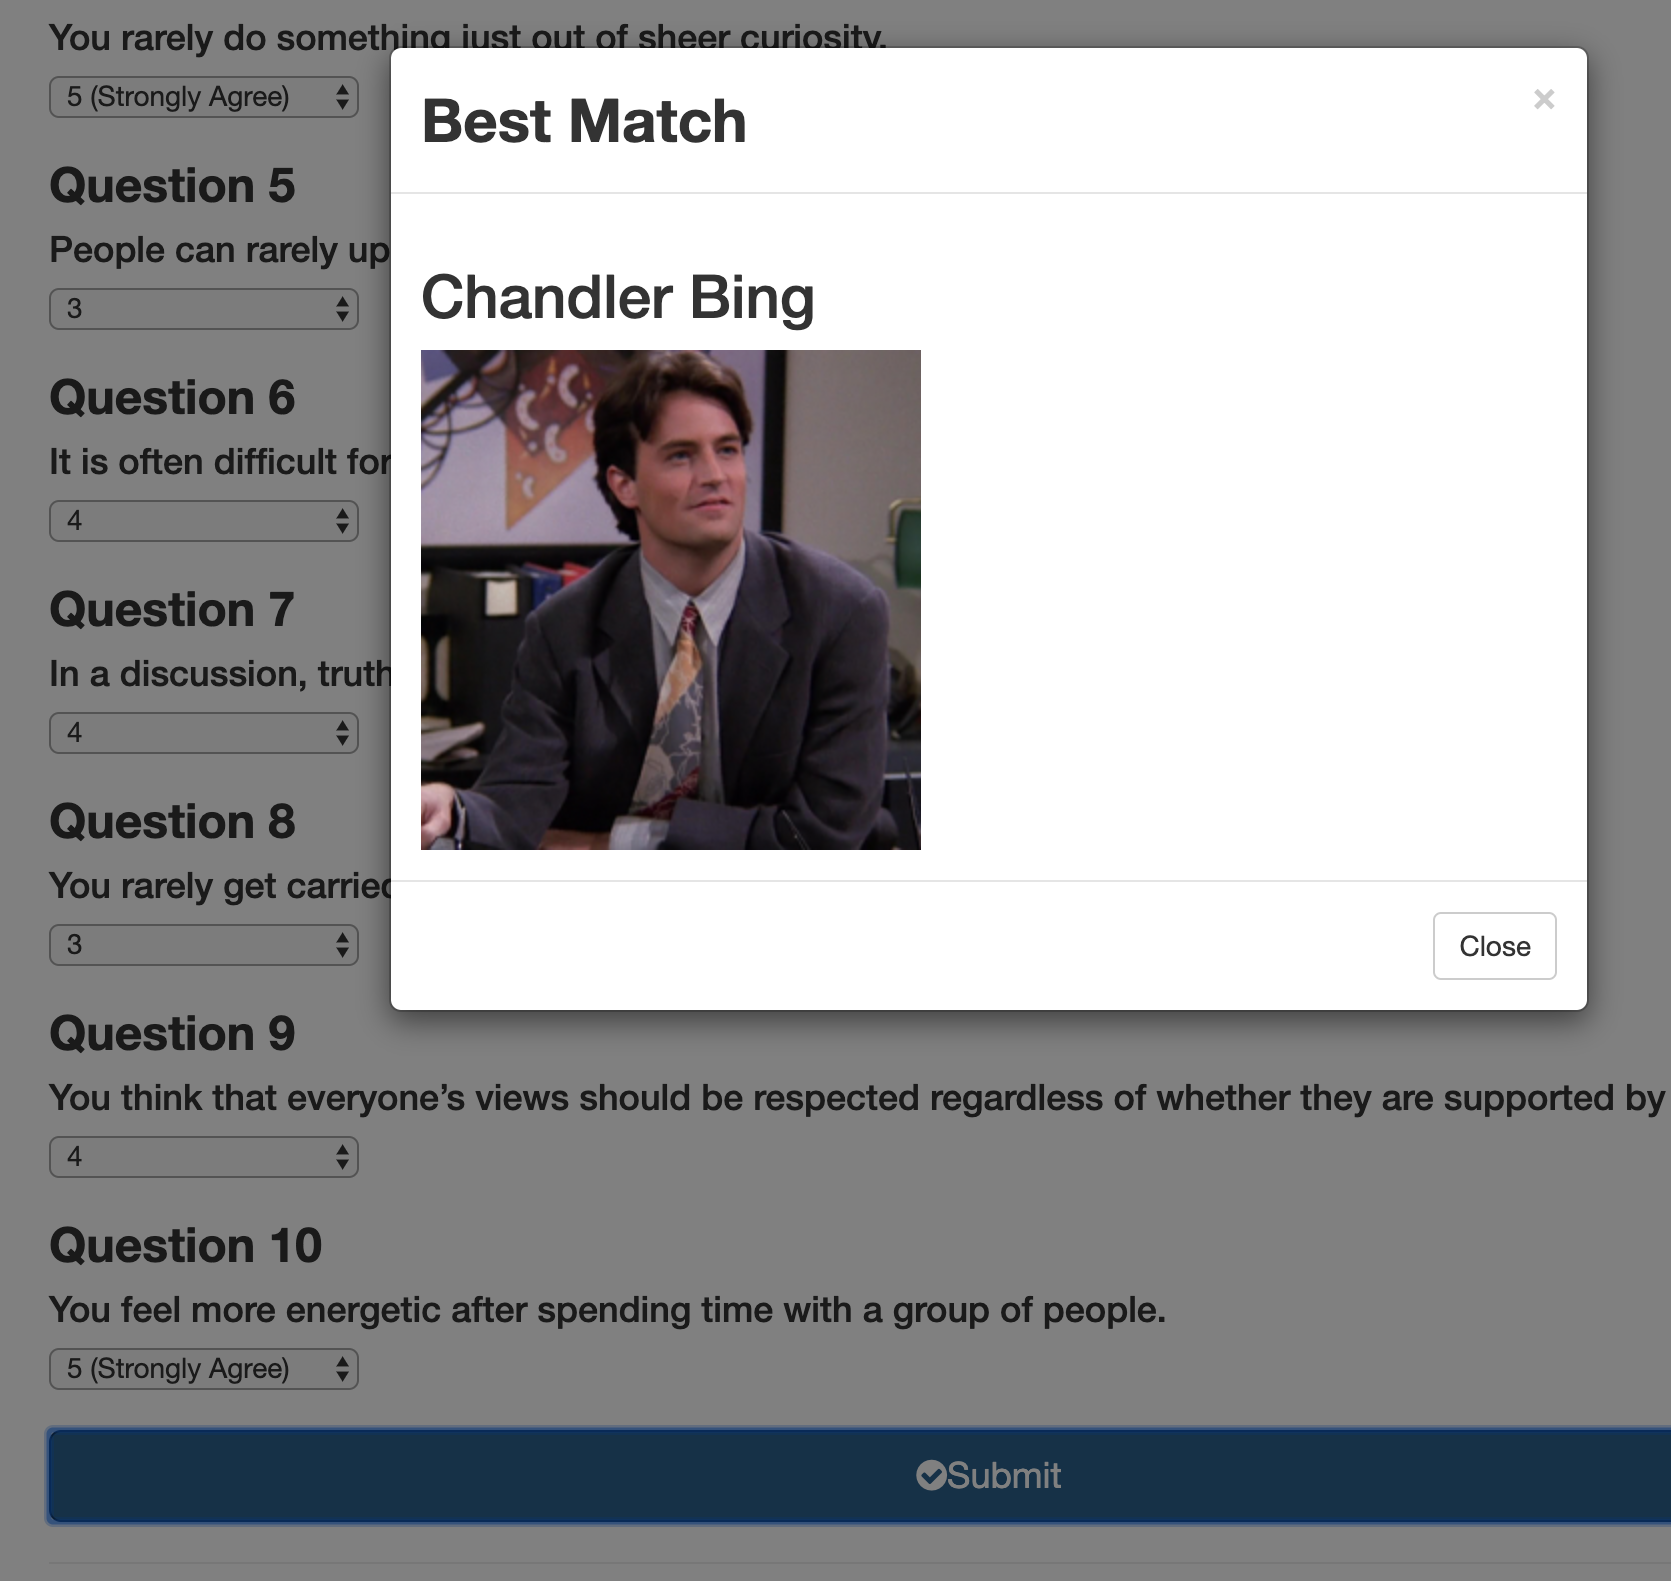 You rarely do something just out of sheer curiosity.
5 (Strongly Agree)
Best Match
×
Chandler Bing
Close
Question 5
People can rarely up
3
Question 6
It is often difficult for
4
Question 7
In a discussion, truth
4
Question 8
You rarely get carried
3
Question 9
You think that everyone’s views should be respected regardless of whether they are supported by
4
Question 10
You feel more energetic after spending time with a group of people.
5 (Strongly Agree)
Submit